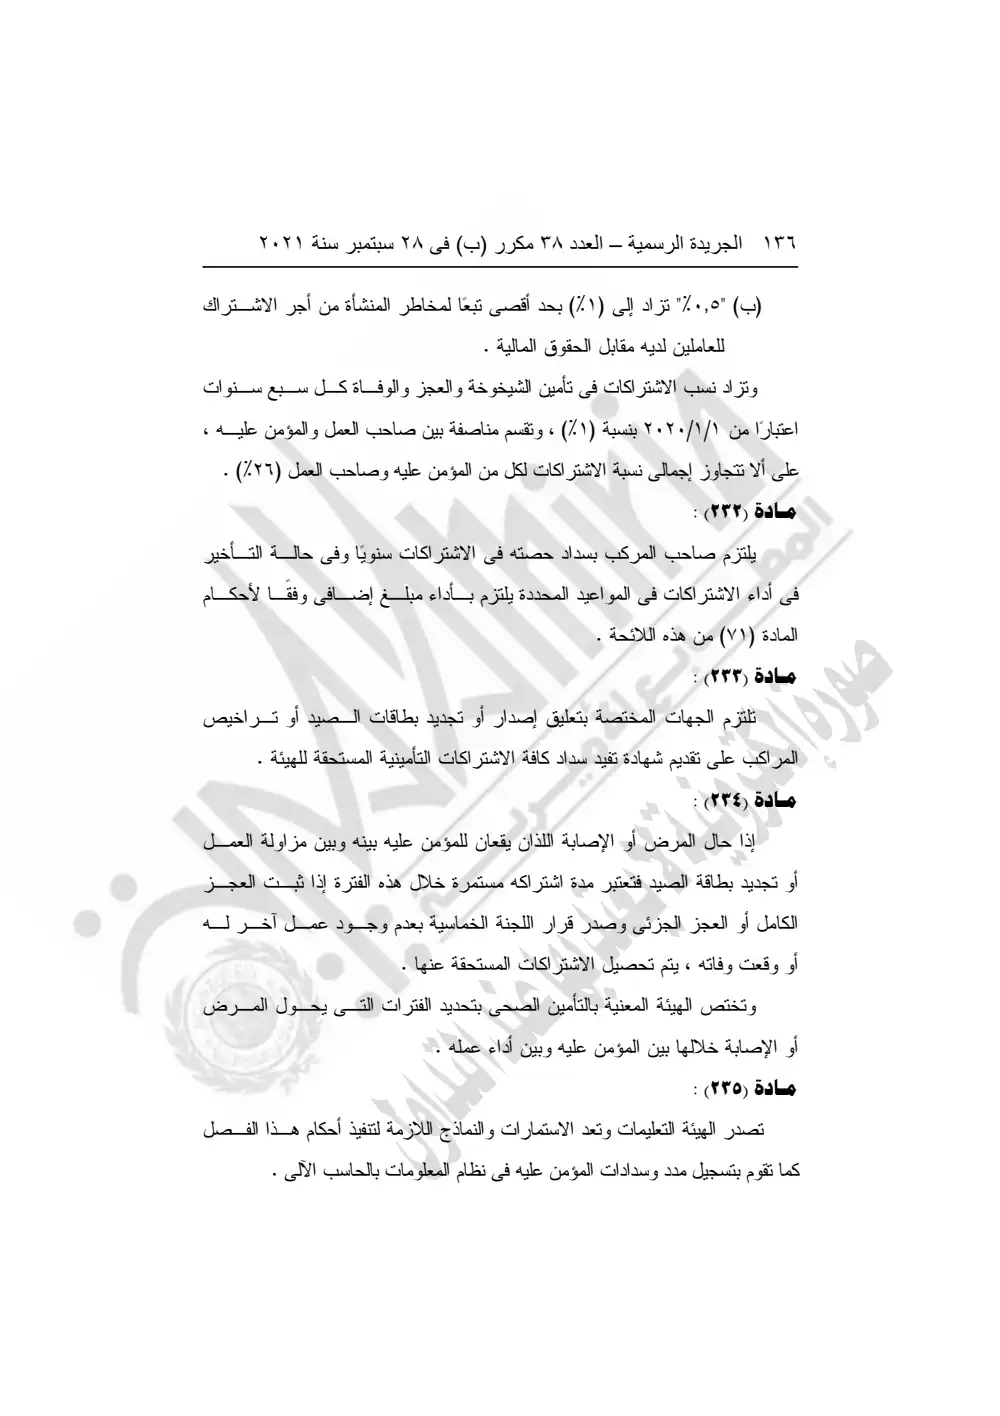 ١٣٦ الجريدة الرسمية – العدد ٣٨ مكرر (ب) فى ٢٨ سبتمبر سنة ٢٠٢١
(ب) "٠,٥٪" تزاد إلى (١٪) بحد أقصى تبعًا لمخاطر المنشأة من أجر الاشتراك
للعاملين لديه مقابل الحقوق المالية .
وتزاد نسب الاشتراكات فى تأمين الشيخوخة والعجز والوفاة كل سبع سنوات
اعتبارًا من ٢٠٢٠/١/١ بنسبة (١٪) ، وتقسم مناصفة بين صاحب العمل والمؤمن عليه ،
على ألا تتجاوز إجمالى نسبة الاشتراكات لكل من المؤمن عليه وصاحب العمل (٢٦٪) .
مادة (٢٣٢) :
يلتزم صاحب المركب بسداد حصته فى الاشتراكات سنويًا وفى حالة التأخير
فى أداء الاشتراكات فى المواعيد المحددة يلتزم بأداء مبلغ إضافى وفقًا لأحكام
المادة (٧١) من هذه اللائحة .
مادة (٢٣٣) :
تلتزم الجهات المختصة بتعليق إصدار أو تجديد بطاقات الصيد أو تراخيص
المراكب على تقديم شهادة تفيد سداد كافة الاشتراكات التأمينية المستحقة للهيئة .
مادة (٢٣٤) :
إذا حال المرض أو الإصابة اللذان يقعان للمؤمن عليه بينه وبين مزاولة العمل
أو تجديد بطاقة الصيد فتعتبر مدة اشتراكه مستمرة خلال هذه الفترة إذا ثبت العجز
الكامل أو العجز الجزئى وصدر قرار اللجنة الخماسية بعدم وجود عمل آخر له
أو وقعت وفاته ، يتم تحصيل الاشتراكات المستحقة عنها .
وتختص الهيئة المعنية بالتأمين الصحى بتحديد الفترات التى يحول المرض
أو الإصابة خلالها بين المؤمن عليه وبين أداء عمله .
مادة (٢٣٥) :
تصدر الهيئة التعليمات وتعد الاستمارات والنماذج اللازمة لتنفيذ أحكام هذا الفصل
كما تقوم بتسجيل مدد وسدادات المؤمن عليه فى نظام المعلومات بالحاسب الآلى .
صورة إلكترونية لا يعتد بها عند التداول